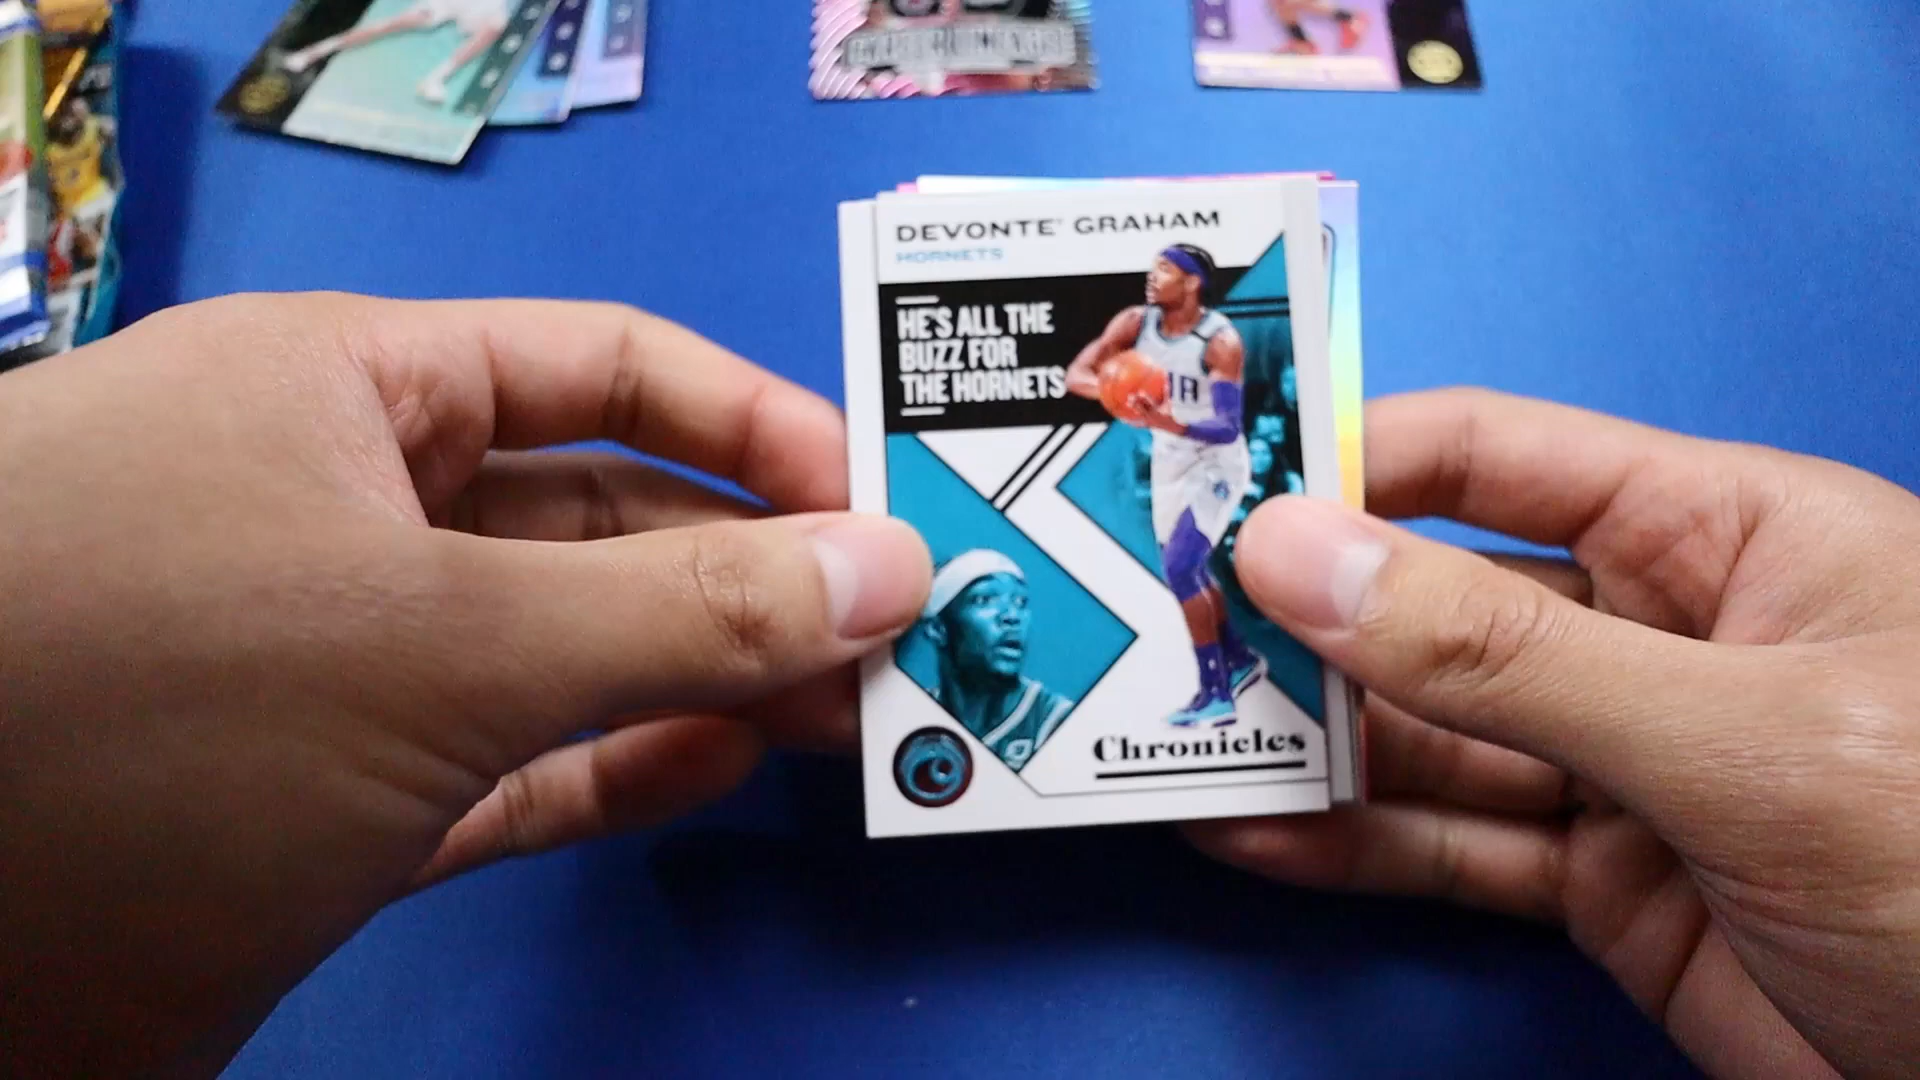 DEVONTE' GRAHAM
HORNETS
HE'S ALL THE
BUZZ FOR
THE HORNETS
Chronicles